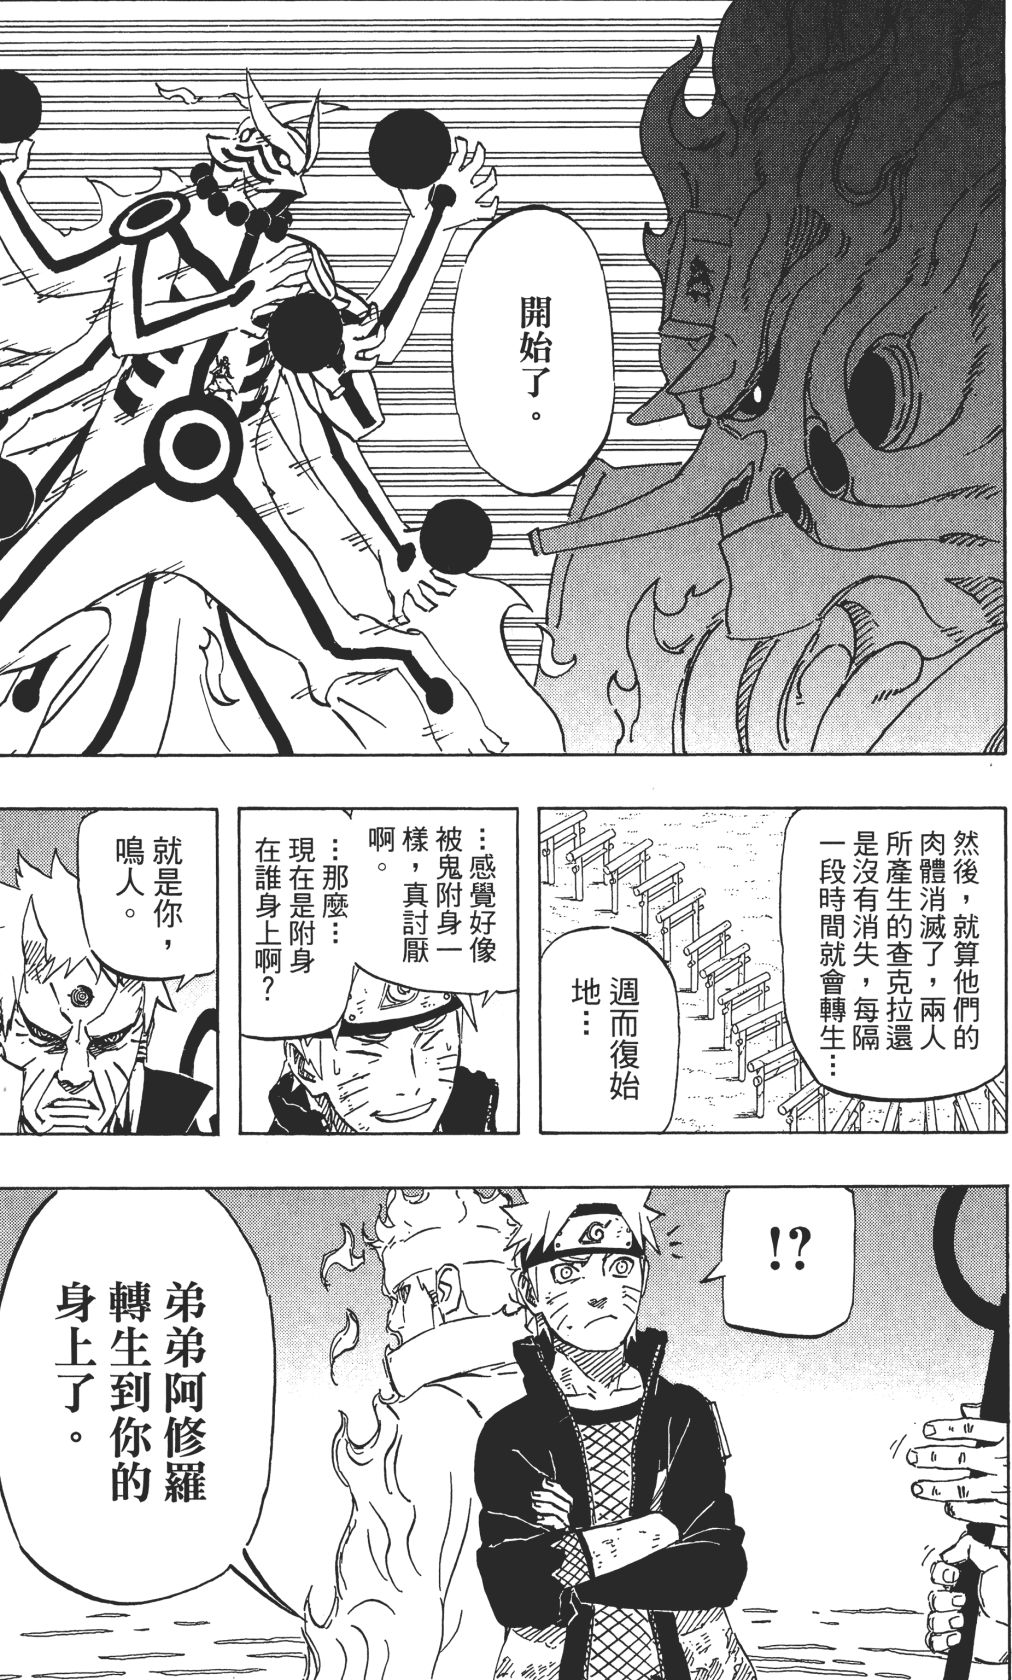 開始了。
然後，就算他們的
肉體消滅了，兩人
所產生的查克拉還
是沒有消失，每隔
一段時間就會轉生…
週而復始
地…
…感覺好像
被鬼附身一
樣，真討厭
啊。
…那麼…
現在是附身
在誰身上啊？
就是你，
鳴人。
!?
弟弟阿修羅
轉生到你的
身上了。